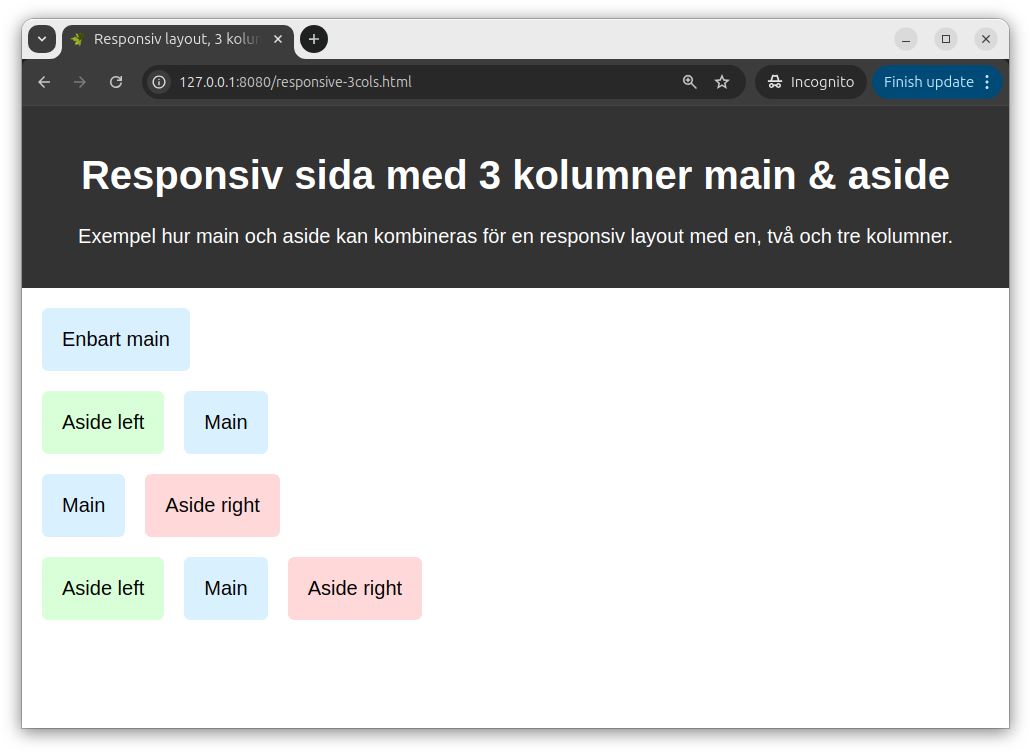 Responsiv layout, 3 kolun
127.0.0.1:8080/responsive-3cols.html
Incognito
Finish update
Responsiv sida med 3 kolumner main & aside
Exempel hur main och aside kan kombineras för en responsiv layout med en, två och tre kolumner.
Enbart main
Aside left Main
Main Aside right
Aside left Main Aside right